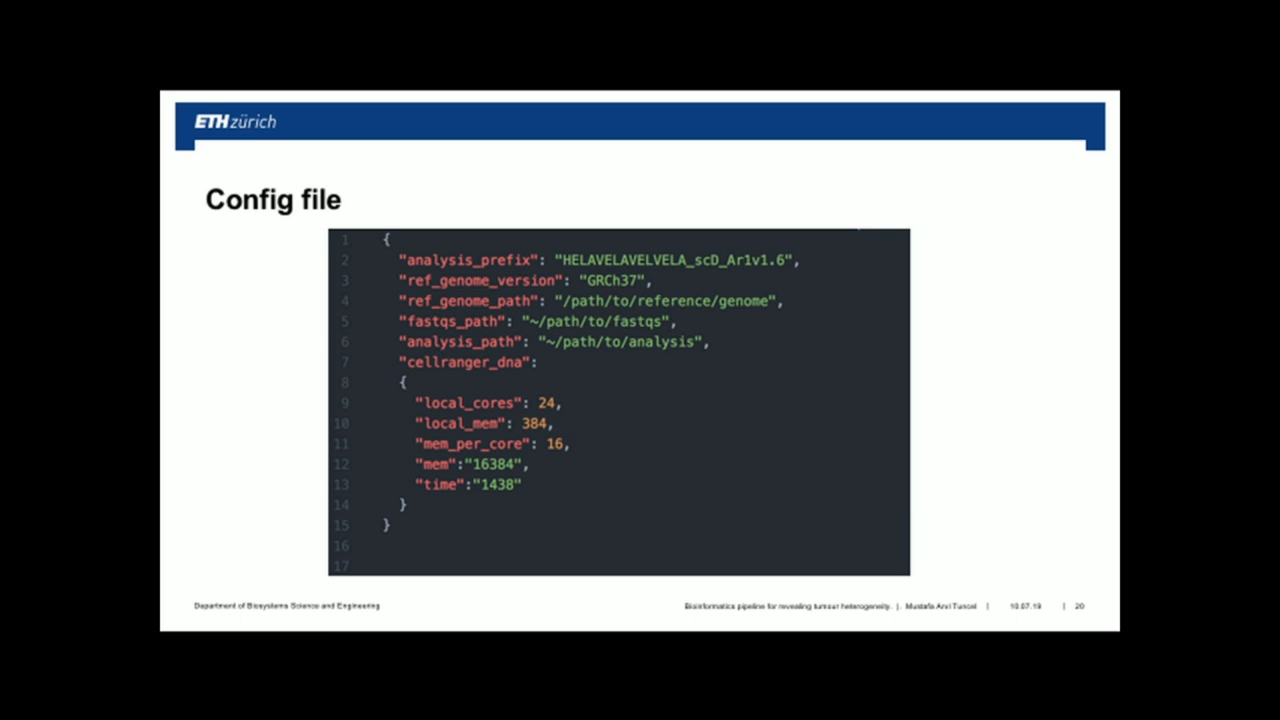 ETH zürich
Config file
1 {
2 "analysis_prefix": "HELAVELAVELVELA_scD_Ar1v1.6",
3 "ref_genome_version": "GRCh37",
4 "ref_genome_path": "/path/to/reference/genome",
5 "fastqs_path": "~/path/to/fastqs",
6 "analysis_path": "~/path/to/analysis",
7 "cellranger_dna":
8 {
9 "local_cores": 24,
10 "local_mem": 384,
11 "mem_per_core": 16,
12 "mem":"16384",
13 "time":"1438"
14 }
15 }
16
17
Department of Biosystems Science and Engineering
Bioinformatics pipeline for revealing tumour heterogeneity. | Mustafa Anıl Tuncel | 10.07.19 | 20